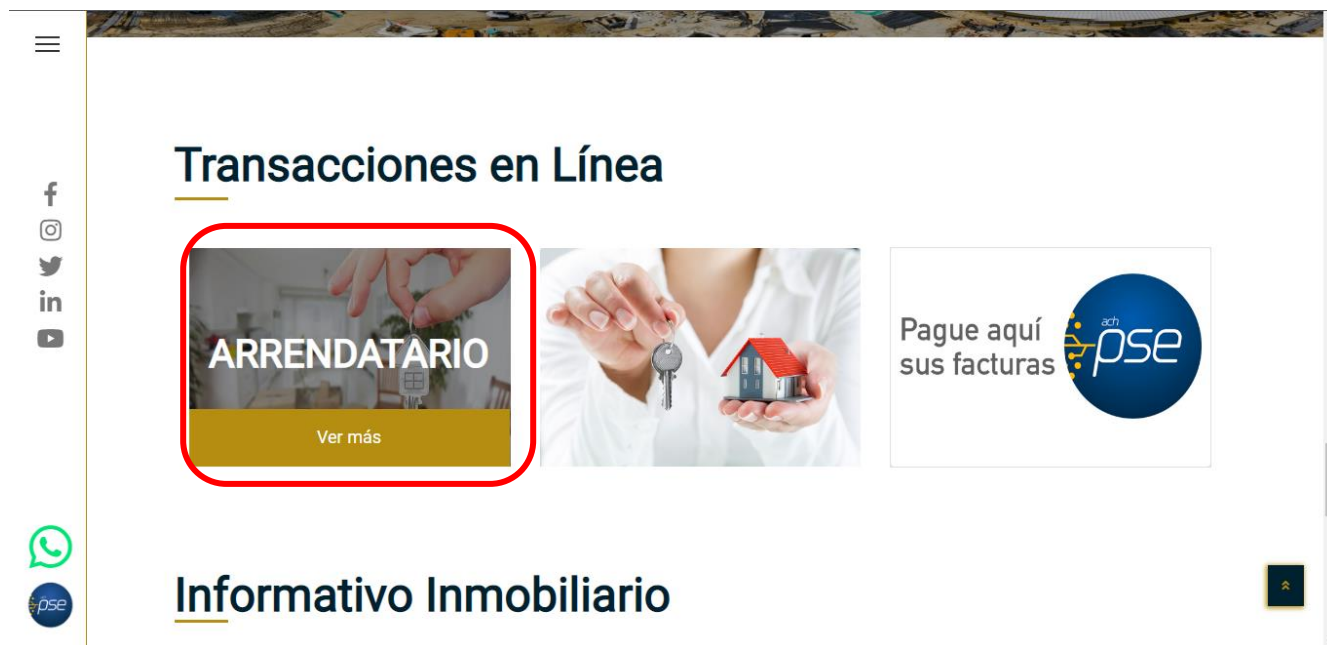 Transacciones en Línea
ARRENDATARIO
Ver más
Pague aquí
sus facturas
ach
pse
Informativo Inmobiliario
pse